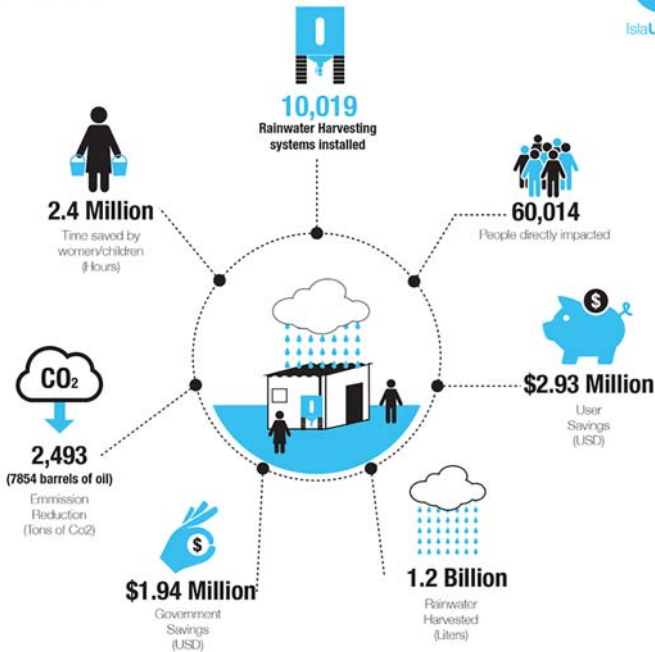 IslaU
10,019
Rainwater Harvesting
systems installed
2.4 Million
Time saved by
women/children
(Hours)
60,014
People directly impacted
$
$2.93 Million
User
Savings
(USD)
CO₂
2,493
(7854 barrels of oil)
Emmission
Reduction
(Tons of Co2)
$
$1.94 Million
Government
Savings
(USD)
1.2 Billion
Rainwater
Harvested
(Liters)